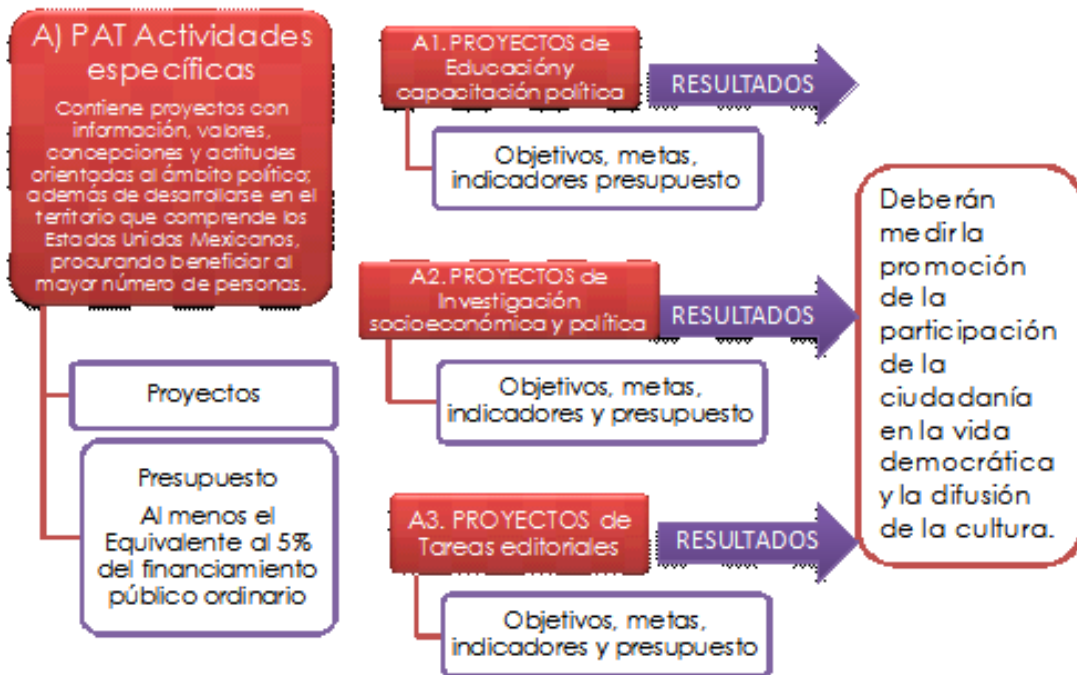 A) PAT Actividades
específicas
Contiene proyectos con
información, valores,
concepciones y actitudes
orientadas al ámbito político;
además de desarrollarse en el
territorio que comprende los
Estados Unidos Mexicanos,
procurando beneficiar al
mayor número de personas.
Proyectos
Presupuesto
Al menos el
Equivalente al 5%
del financiamiento
público ordinario
A1. PROYECTOS de
Educacióny
capacitación política
RESULTADOS
Objetivos, metas,
indicadores presupuesto
A2. PROYECTOS de
Investigación
socioeconómica y política
RESULTADOS
Objetivos, metas,
indicadores y presupuesto
A3. PROYECTOS de
Tareas editoriales
RESULTADOS
Objetivos, metas,
indicadores y presupuesto
Deberán
medir la
promoción
de la
participación
de la
ciudadanía
en la vida
democrática
y la difusión
de la cultura.